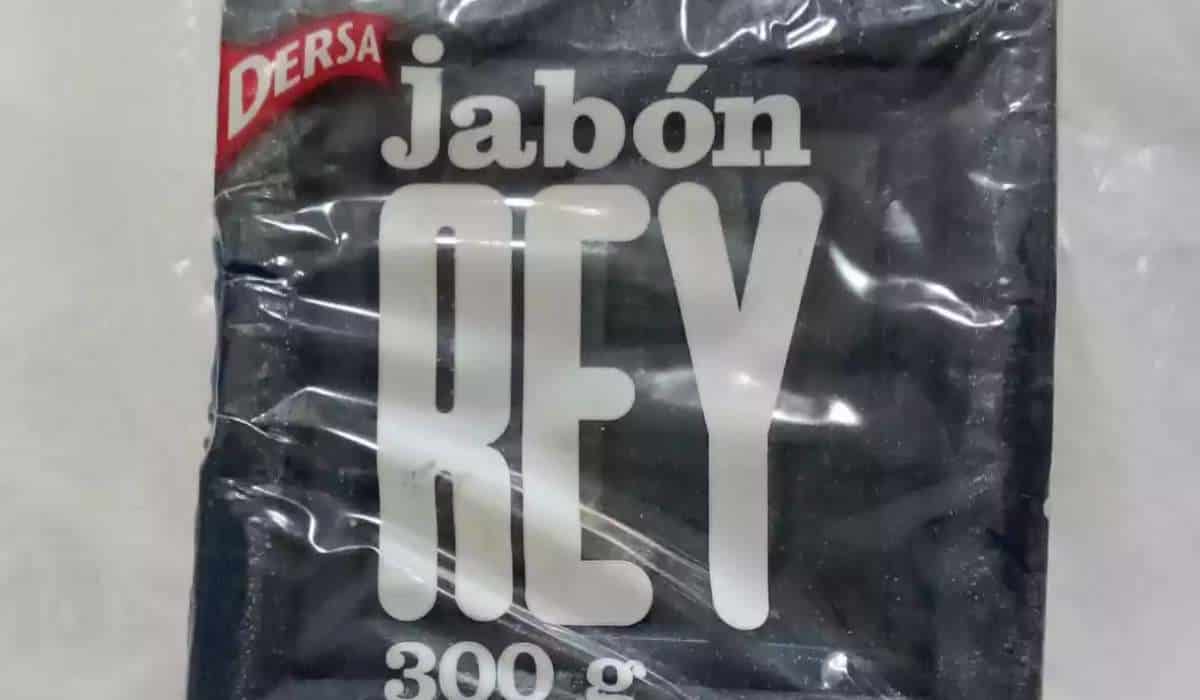 DERSA
jabón
REY
300 g